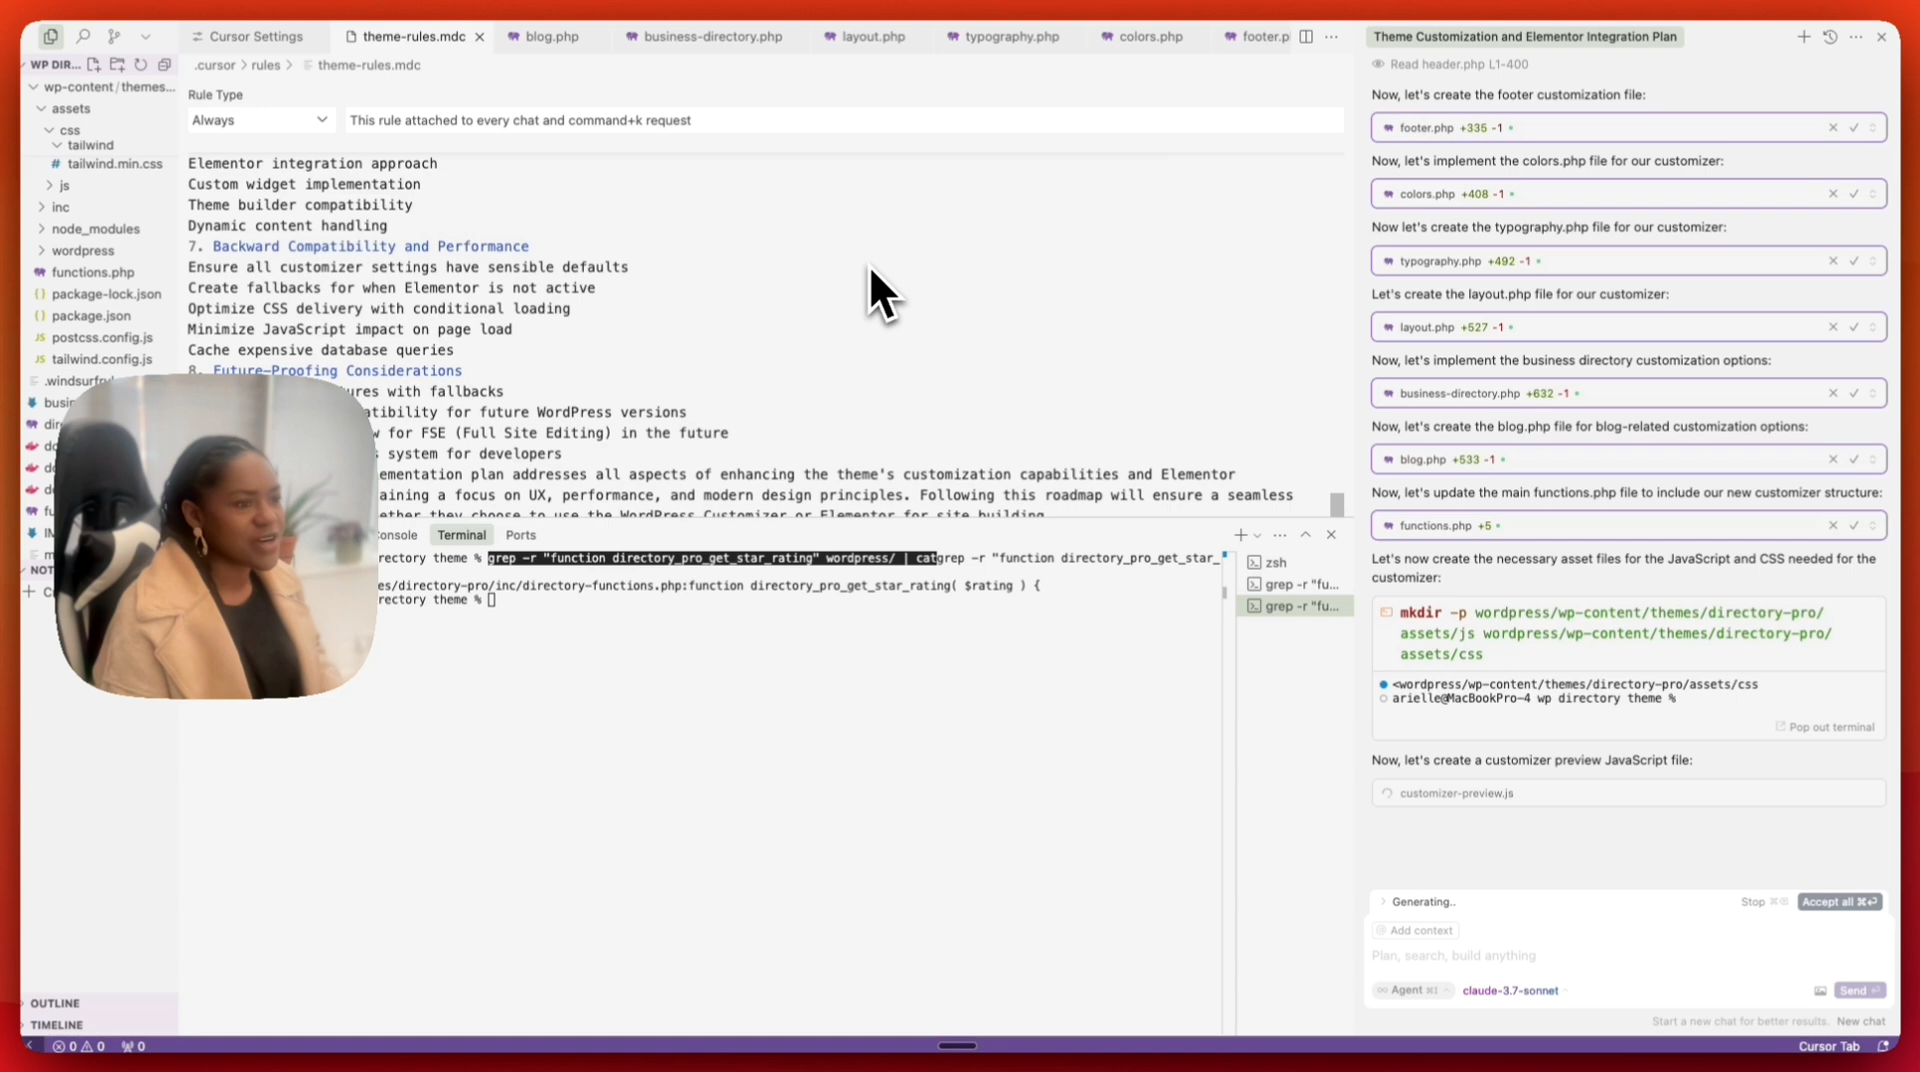 Cursor Settings
theme-rules.mdc
blog.php
business-directory.php
layout.php
typography.php
colors.php
footer.p
WP DIR...
wp-content / themes...
assets
css
tailwind
# tailwind.min.css
js
inc
node_modules
wordpress
functions.php
{} package-lock.json
{} package.json
JS postcss.config.js
JS tailwind.config.js
OUTLINE
TIMELINE
.cursor > rules > theme-rules.mdc
Rule Type
Always
This rule attached to every chat and command+k request
Elementor integration approach
Custom widget implementation
Theme builder compatibility
Dynamic content handling
7. Backward Compatibility and Performance
Ensure all customizer settings have sensible defaults
Create fallbacks for when Elementor is not active
Optimize CSS delivery with conditional loading
Minimize JavaScript impact on page load
Cache expensive database queries
8. Future-Proofing Considerations
ures with fallbacks
atibility for future WordPress versions
w for FSE (Full Site Editing) in the future
s system for developers
ementation plan addresses all aspects of enhancing the theme's customization capabilities and Elementor
aining a focus on UX, performance, and modern design principles. Following this roadmap will ensure a seamless
ether they choose to use the WordPress Customizer or Elementor for site building
onsole
Terminal
Ports
rectory theme % grep -r "function directory_pro_get_star_rating" wordpress/ | catgrep -r "function directory_pro_get_star_
es/directory-pro/inc/directory-functions.php:function directory_pro_get_star_rating( $rating ) {
rectory theme %
zsh
grep -r "fu...
grep -r "fu...
Theme Customization and Elementor Integration Plan
Read header.php L1-400
Now, let's create the footer customization file:
footer.php +335 -1
Now, let's implement the colors.php file for our customizer:
colors.php +408 -1
Now let's create the typography.php file for our customizer:
typography.php +492 -1
Let's create the layout.php file for our customizer:
layout.php +527 -1
Now, let's implement the business directory customization options:
business-directory.php +632 -1
Now, let's create the blog.php file for blog-related customization options:
blog.php +533 -1
Now, let's update the main functions.php file to include our new customizer structure:
functions.php +5
Let's now create the necessary asset files for the JavaScript and CSS needed for the
customizer:
mkdir -p wordpress/wp-content/themes/directory-pro/
assets/js wordpress/wp-content/themes/directory-pro/
assets/css
<wordpress/wp-content/themes/directory-pro/assets/css
arielle@MacBookPro-4 wp directory theme %
Pop out terminal
Now, let's create a customizer preview JavaScript file:
customizer-preview.js
Generating..
Stop
Accept all
@ Add context
Plan, search, build anything
Agent
claude-3.7-sonnet
Send
Start a new chat for better results. New chat
0
0
0
Cursor Tab